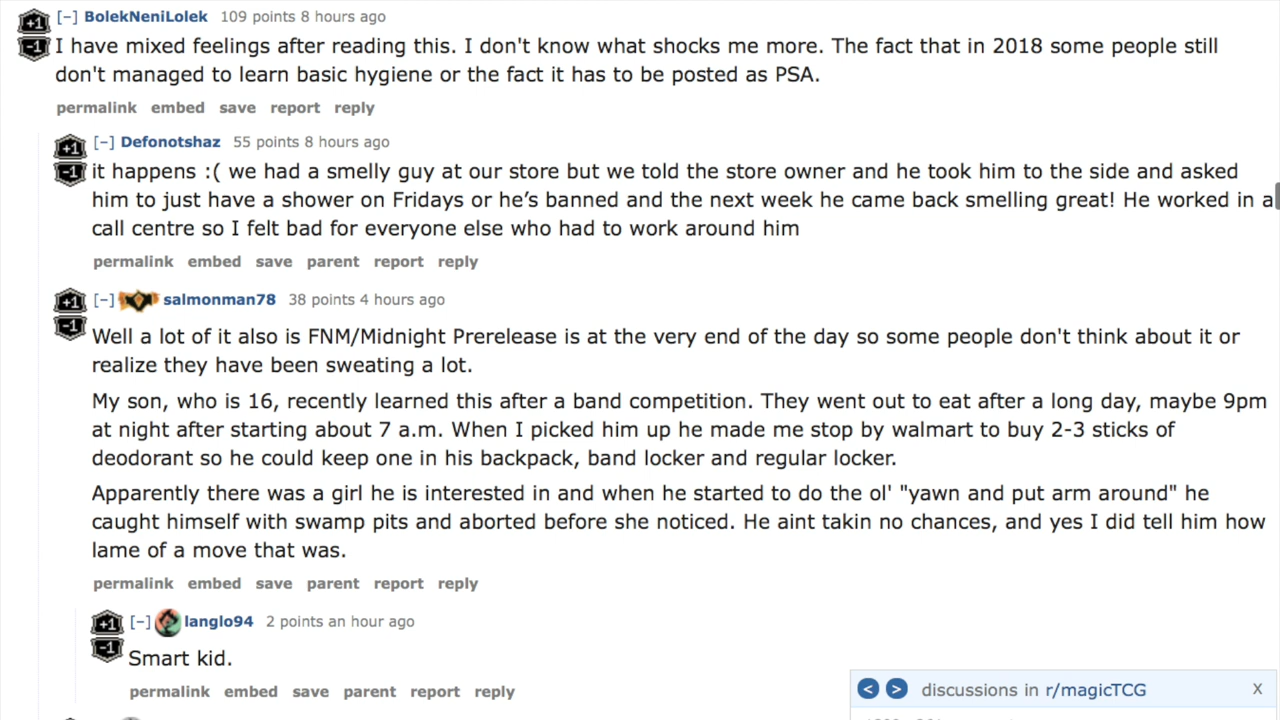 [–] BolekNeniLolek 109 points 8 hours ago
+1
-1
I have mixed feelings after reading this. I don't know what shocks me more. The fact that in 2018 some people still
don't managed to learn basic hygiene or the fact it has to be posted as PSA.
permalink embed save report reply
[–] Defonotshaz 55 points 8 hours ago
+1
-1
it happens :( we had a smelly guy at our store but we told the store owner and he took him to the side and asked
him to just have a shower on Fridays or he’s banned and the next week he came back smelling great! He worked in a
call centre so I felt bad for everyone else who had to work around him
permalink embed save parent report reply
[–] salmonman78 38 points 4 hours ago
+1
-1
Well a lot of it also is FNM/Midnight Prerelease is at the very end of the day so some people don't think about it or
realize they have been sweating a lot.
My son, who is 16, recently learned this after a band competition. They went out to eat after a long day, maybe 9pm
at night after starting about 7 a.m. When I picked him up he made me stop by walmart to buy 2-3 sticks of
deodorant so he could keep one in his backpack, band locker and regular locker.
Apparently there was a girl he is interested in and when he started to do the ol' "yawn and put arm around" he
caught himself with swamp pits and aborted before she noticed. He aint takin no chances, and yes I did tell him how
lame of a move that was.
permalink embed save parent report reply
[–] langlo94 2 points an hour ago
+1
-1
Smart kid.
permalink embed save parent report reply
< > discussions in r/magicTCG X